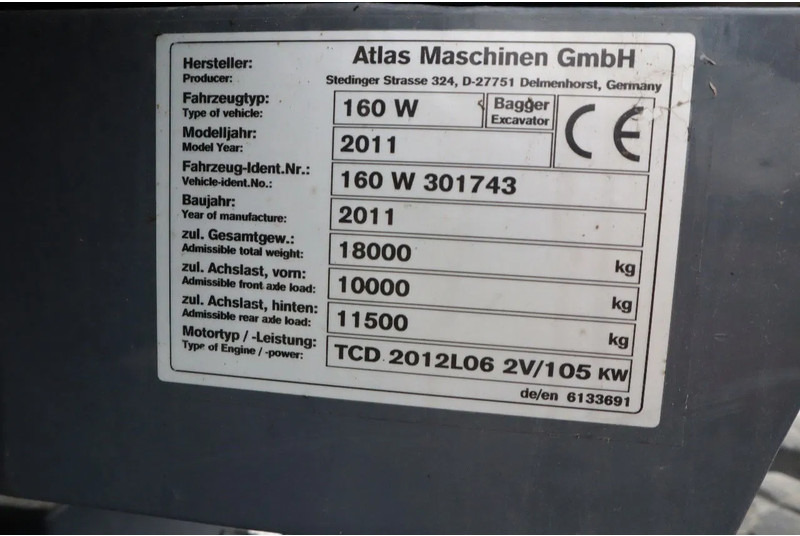 Hersteller: Atlas Maschinen GmbH
Producer: Stedinger Strasse 324, D-27751 Delmenhorst, Germany
Fahrzeugtyp: 160 W Bagger
Type of vehicle: Excavator CE
Modelljahr: 2011
Model Year:
Fahrzeug-Ident.Nr.: 160 W 301743
Vehicle-ident.No.:
Baujahr: 2011
Year of manufacture:
zul. Gesamtgew.: 18000 kg
Admissible total weight:
zul. Achslast, vorn: 10000 kg
Admissible front axle load:
zul. Achslast, hinten: 11500 kg
Admissible rear axle load:
Motortyp / -Leistung: TCD 2012L06 2V/105 KW
Type of Engine / -power:
de/en 6133691